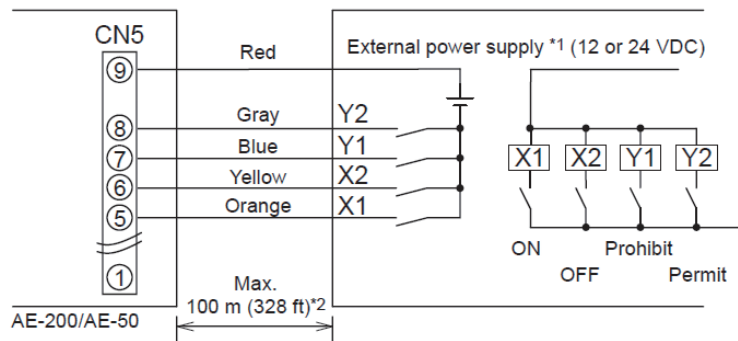 CN5
Red
External power supply *1 (12 or 24 VDC)
9
8
Gray
Y2
7
Blue
Y1
6
Yellow
X2
5
Orange
X1
1
X1 X2 Y1 Y2
ON
Prohibit
OFF
Permit
Max.
100 m (328 ft)*2
AE-200/AE-50